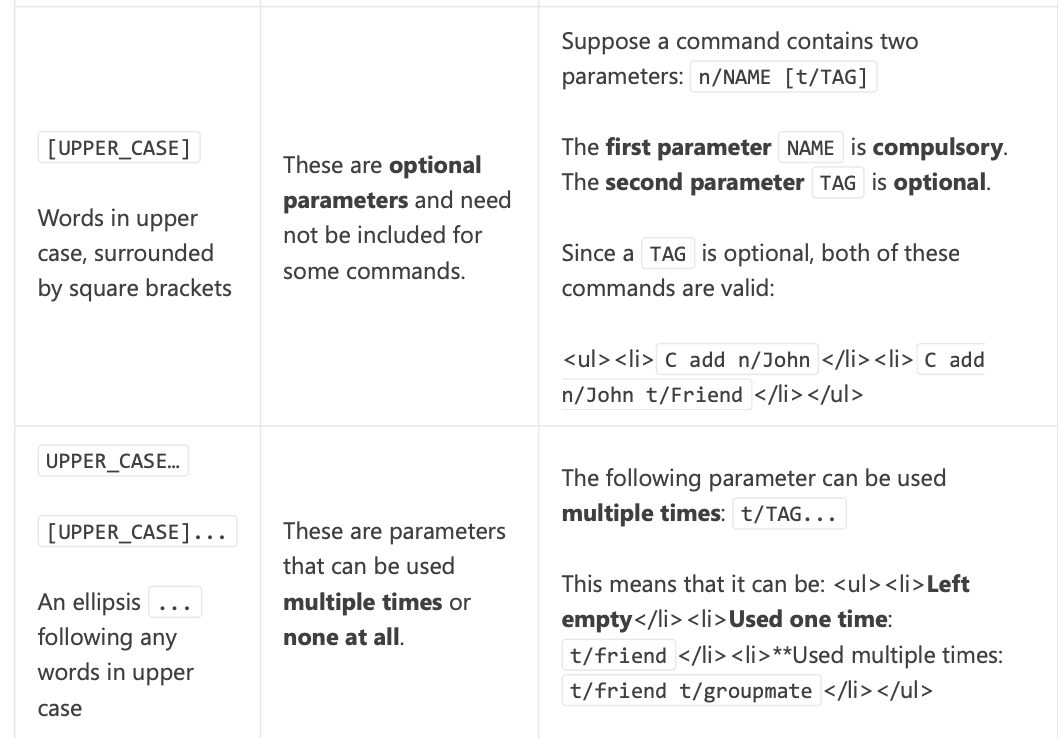 [UPPER_CASE]
Words in upper
case, surrounded
by square brackets
These are optional
parameters and need
not be included for
some commands.
Suppose a command contains two
parameters: n/NAME [t/TAG]
The first parameter NAME is compulsory.
The second parameter TAG is optional.
Since a TAG is optional, both of these
commands are valid:
<ul><li> C add n/John </li><li> C add
n/John t/Friend </li></ul>
UPPER_CASE…
[UPPER_CASE]...
An ellipsis ...
following any
words in upper
case
These are parameters
that can be used
multiple times or
none at all.
The following parameter can be used
multiple times: t/TAG...
This means that it can be: <ul><li>Left
empty</li><li>Used one time:
t/friend </li><li>**Used multiple times:
t/friend t/groupmate </li></ul>